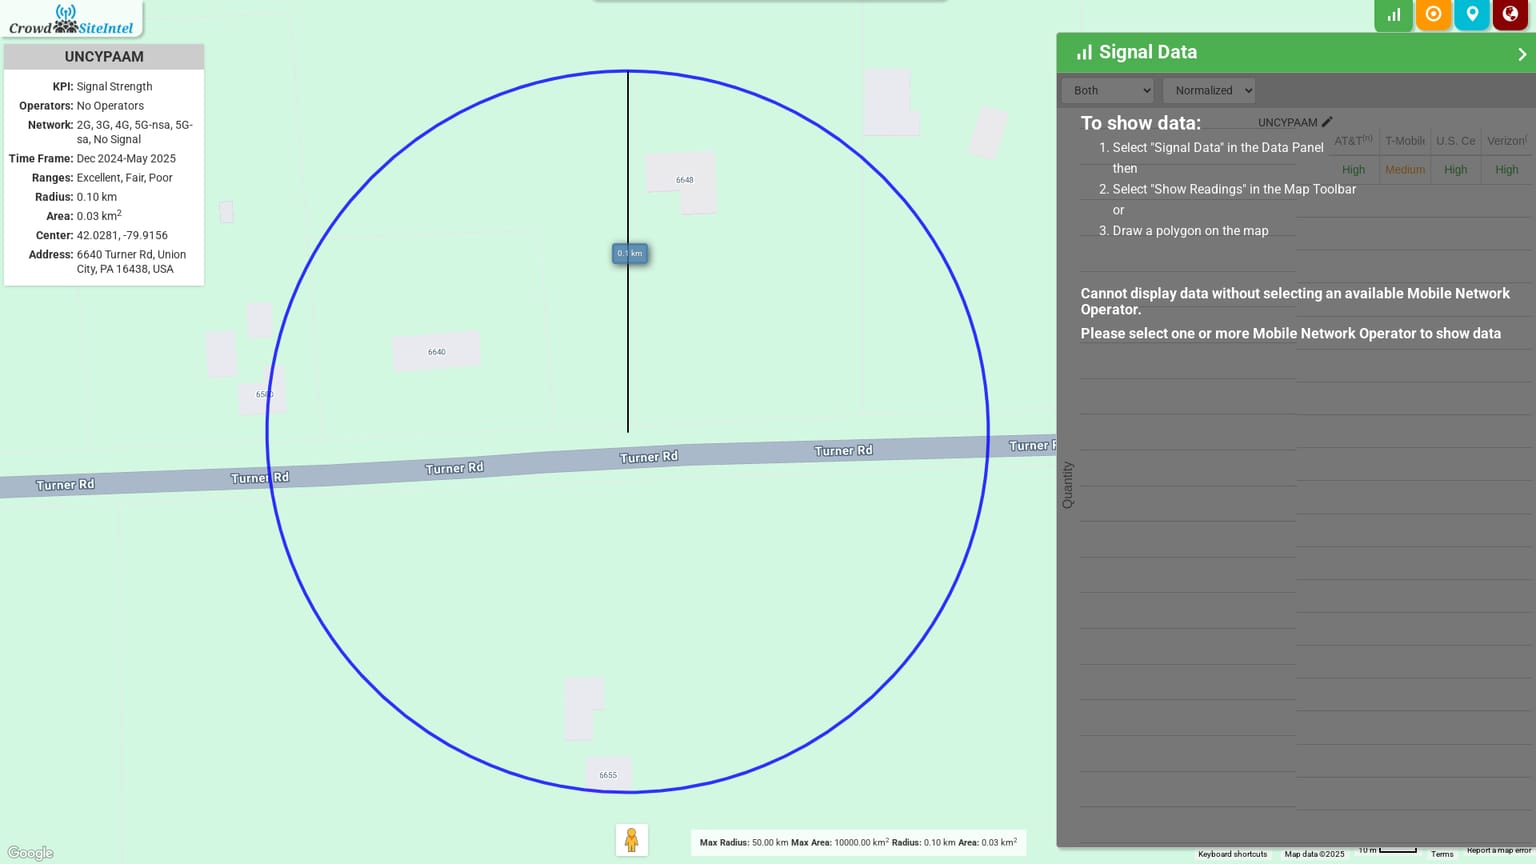 CrowdSiteIntel
UNCYPAAM
KPI: Signal Strength
Operators: No Operators
Network: 2G, 3G, 4G, 5G-nsa, 5G-
sa, No Signal
Time Frame: Dec 2024-May 2025
Ranges: Excellent, Fair, Poor
Radius: 0.10 km
Area: 0.03 km²
Center: 42.0281, -79.9156
Address: 6640 Turner Rd, Union
City, PA 16438, USA
6648
0.1 km
6640
6580
Turner Rd
Turner Rd
Turner Rd
Turner Rd
Turner Rd
Turner R
6655
Google
Max Radius: 50.00 km Max Area: 10000.00 km² Radius: 0.10 km Area: 0.03 km²
Signal Data
Both
Normalized
To show data:
UNCYPAAM
1. Select "Signal Data" in the Data Panel
then
2. Select "Show Readings" in the Map Toolbar
or
3. Draw a polygon on the map
AT&T(n) T-Mobile U.S. Ce Verizon
High Medium High High
Cannot display data without selecting an available Mobile Network
Operator.
Please select one or more Mobile Network Operator to show data
Quantity
Keyboard shortcuts
Map data ©2025
10 m
Terms
Report a map error